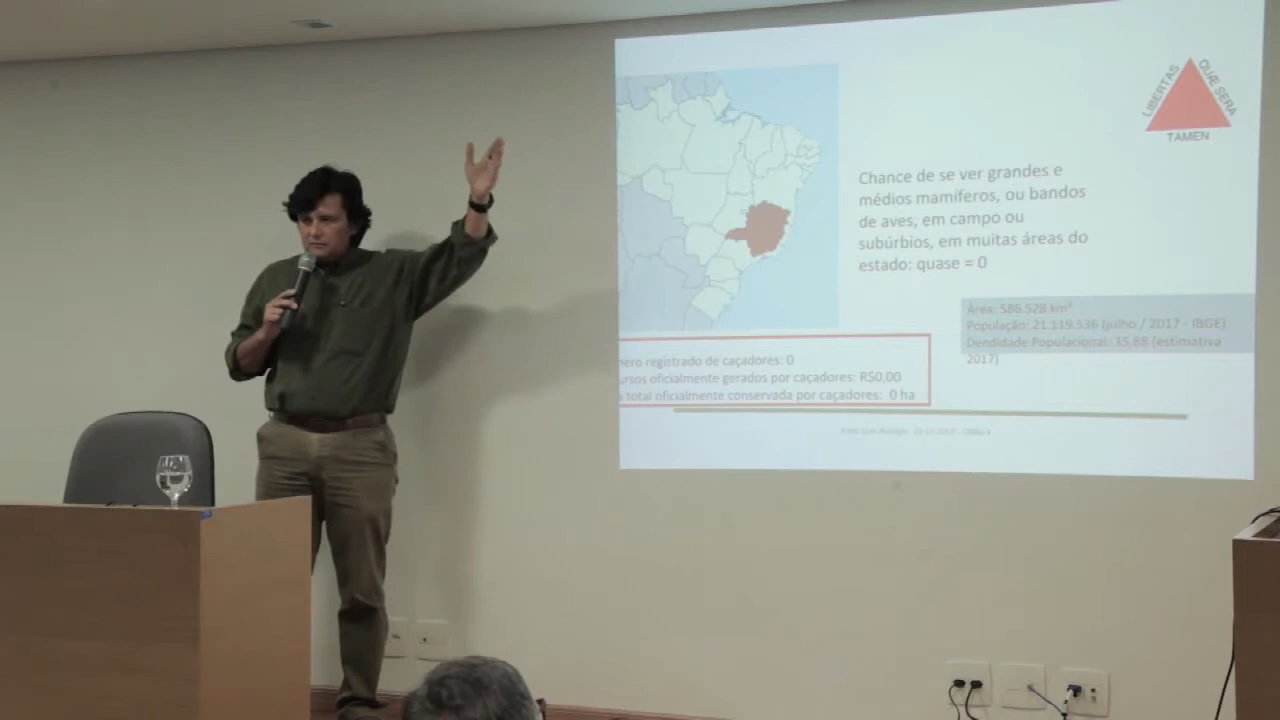 LIBERTAS QUÆ SERA
TAMEN
Chance de se ver grandes e
médios mamíferos, ou bandos
de aves, em campo ou
subúrbios, em muitas áreas do
estado: quase = 0
Área: 586.528 km²
População: 21.119.536 (julho / 2017 - IBGE)
Dendidade Populacional: 35,88 (estimativa
2017)
mero registrado de caçadores: 0
ursos oficialmente gerados por caçadores: R$0,00
total oficialmente conservada por caçadores: 0 ha